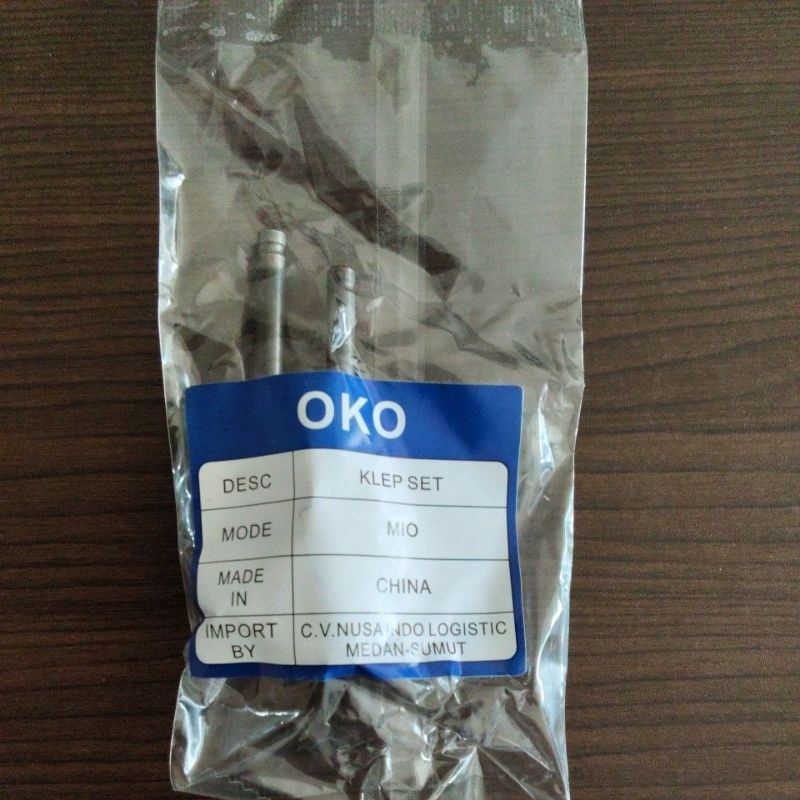 OKO
DESC KLEP SET
MODE MIO
MADE IN CHINA
IMPORT BY C.V.NUSAINDO LOGISTIC
MEDAN-SUMUT